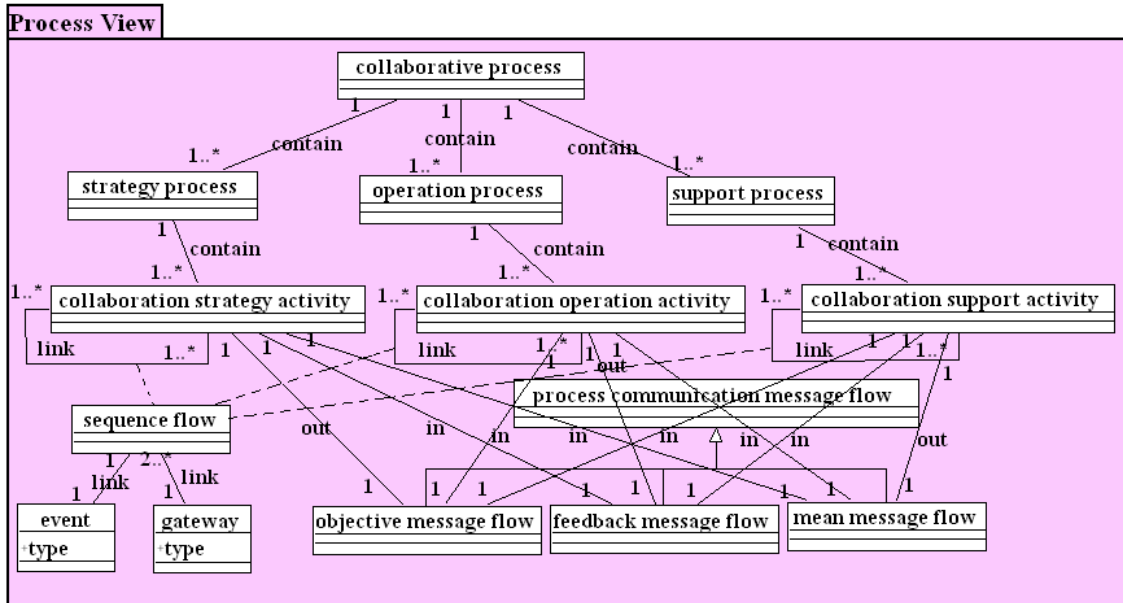 Process View
collaborative process
1 1 1
contain contain contain
1..* 1..* 1..*
strategy process operation process support process
1 1 1
contain contain contain
1..* 1..* 1..*
1..* 1..* 1..*
collaboration strategy activity collaboration operation activity collaboration support activity
link 1..* 1 1 1 link 1..* 1 1 1 link 1 1 1..* 1
out
process communication message flow
sequence flow
out in in in in in out
1 2..*
link link
1 1
1 1 1 1 1 1 1 1 1
event gateway
+type +type
objective message flow feedback message flow mean message flow